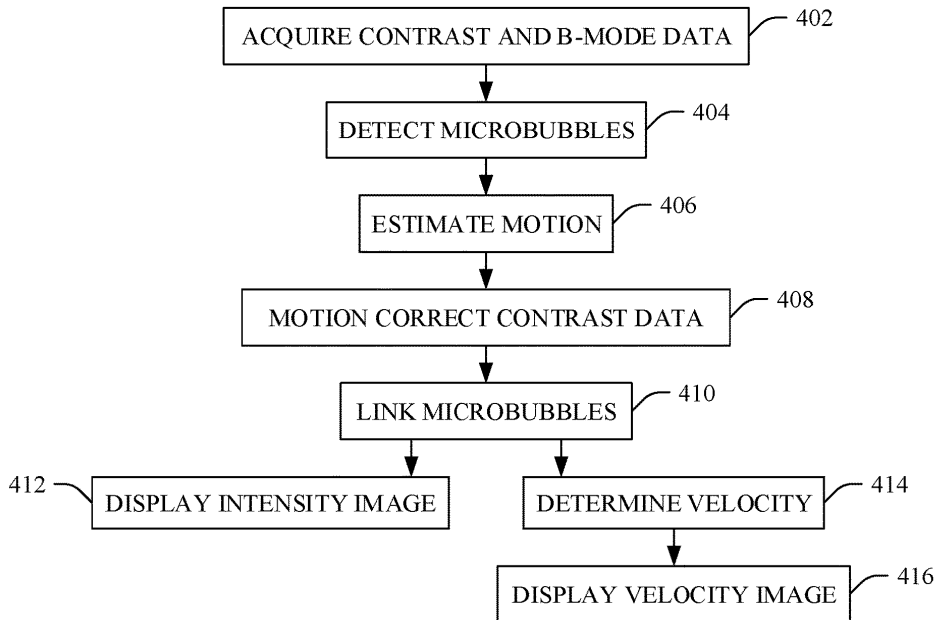 ACQUIRE CONTRAST AND B-MODE DATA
402
DETECT MICROBUBBLES
404
ESTIMATE MOTION
406
MOTION CORRECT CONTRAST DATA
408
LINK MICROBUBBLES
410
412
DISPLAY INTENSITY IMAGE
DETERMINE VELOCITY
414
DISPLAY VELOCITY IMAGE
416